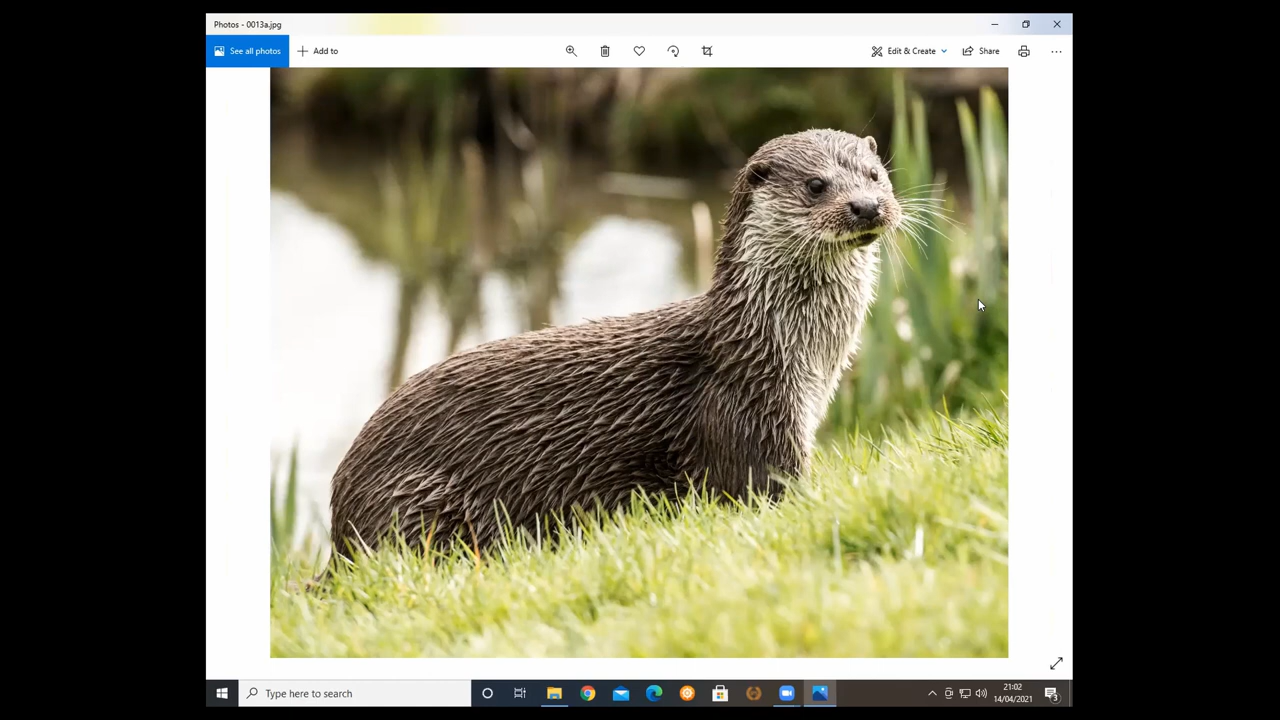 Photos - 0013a.jpg
See all photos
Add to
Edit & Create
Share
Type here to search
21:02
14/04/2021
3